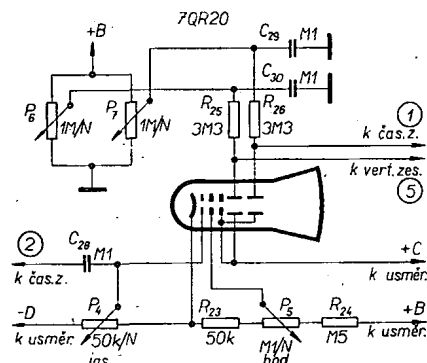 7QR20
+B
C29 M1
C30 M1
P6 1M/N
P7 1M/N
R25 3M3
R26 3M3
1
k čas.z.
k vert.zes.
5
2
C28 M1
k čas.z.
+C
k usměr.
-D
k usměr.
P4 50k/N
jas
R23 50k
P5 M1/N
bod
R24 M5
+B
k usměr.